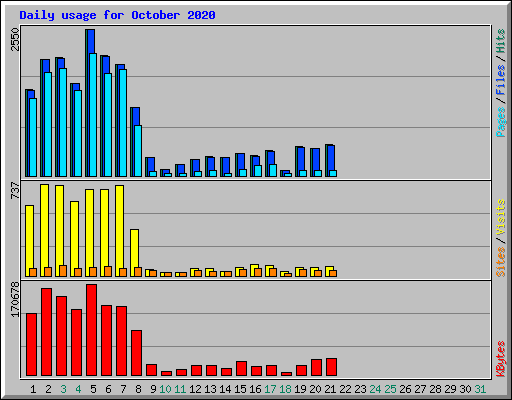 Daily usage for October 2020
2550
Pages / Files / Hits
737
Sites / Visits
170678
KBytes
1 2 3 4 5 6 7 8 9 10 11 12 13 14 15 16 17 18 19 20 21 22 23 24 25 26 27 28 29 30 31